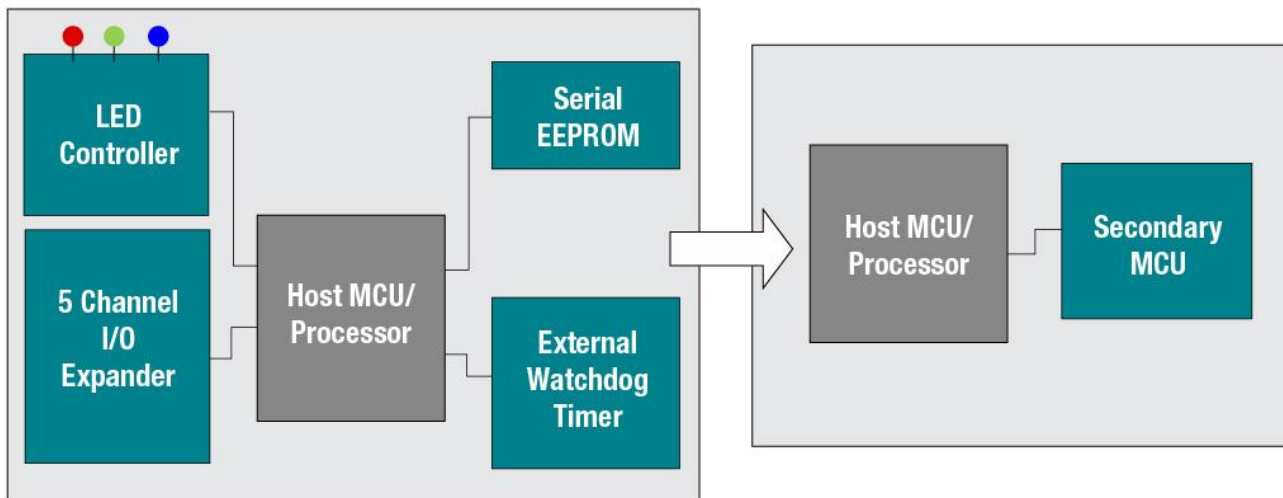 LED
Controller
5 Channel
I/O
Expander
Host MCU/
Processor
Serial
EEPROM
External
Watchdog
Timer
Host MCU/
Processor
Secondary
MCU